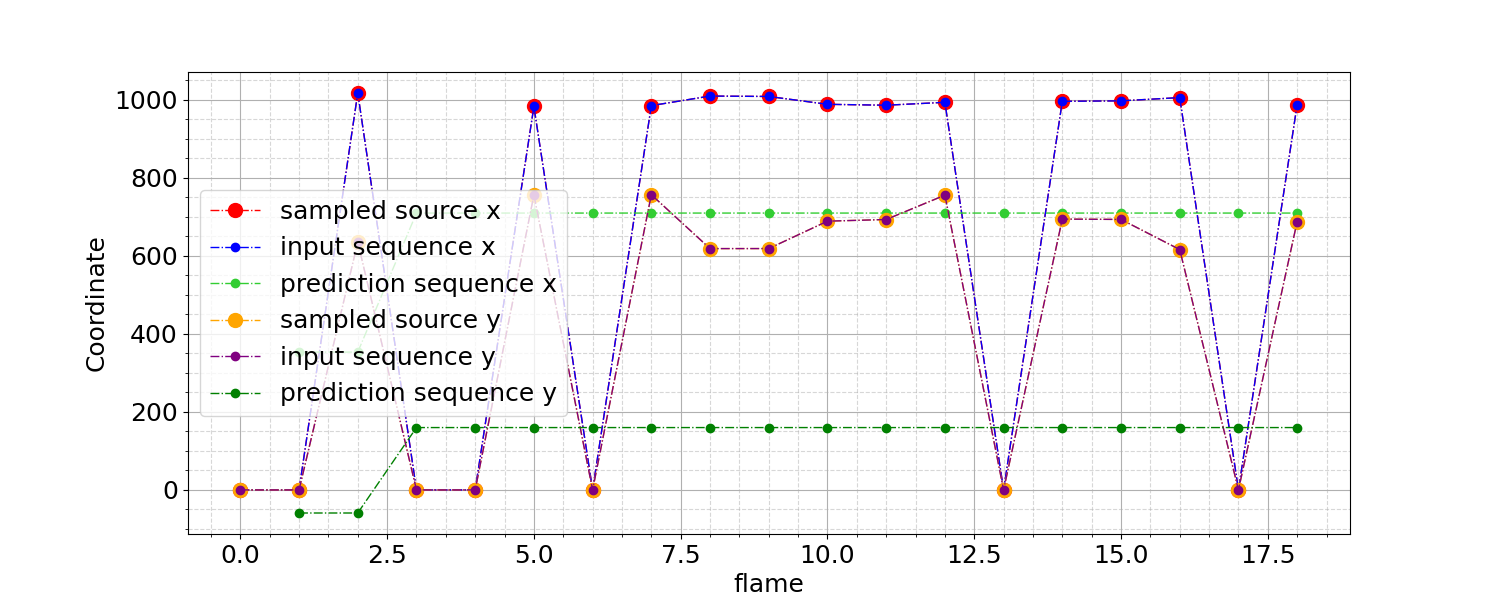 1000
800
600
400
200
0
Coordinate
sampled source x
input sequence x
prediction sequence x
sampled source y
input sequence y
prediction sequence y
0.0 2.5 5.0 7.5 10.0 12.5 15.0 17.5
flame